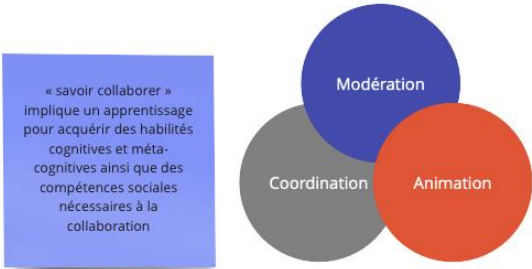 « savoir collaborer »
implique un apprentissage
pour acquérir des habilités
cognitives et méta-
cognitives ainsi que des
compétences sociales
nécessaires à la
collaboration
Modération
Coordination
Animation